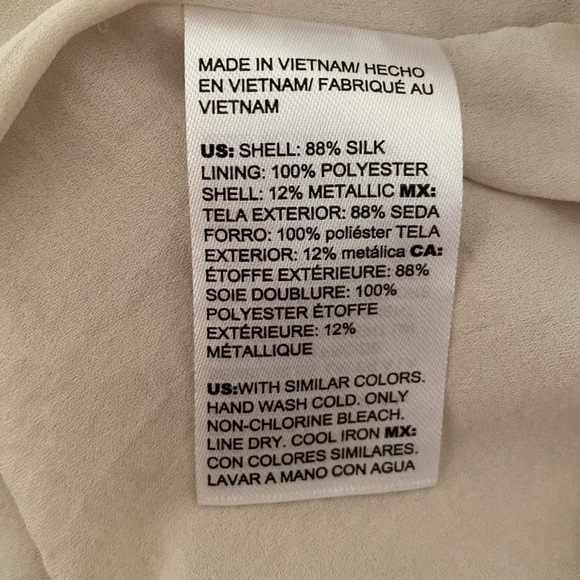 MADE IN VIETNAM/ HECHO
EN VIETNAM/ FABRIQUÉ AU
VIETNAM
US: SHELL: 88% SILK
LINING: 100% POLYESTER
SHELL: 12% METALLIC MX:
TELA EXTERIOR: 88% SEDA
FORRO: 100% poliéster TELA
EXTERIOR: 12% metálica CA:
ÉTOFFE EXTÉRIEURE: 88%
SOIE DOUBLURE: 100%
POLYESTER ÉTOFFE
EXTÉRIEURE: 12%
MÉTALLIQUE
US:WITH SIMILAR COLORS.
HAND WASH COLD. ONLY
NON-CHLORINE BLEACH.
LINE DRY. COOL IRON MX:
CON COLORES SIMILARES.
LAVAR A MANO CON AGUA